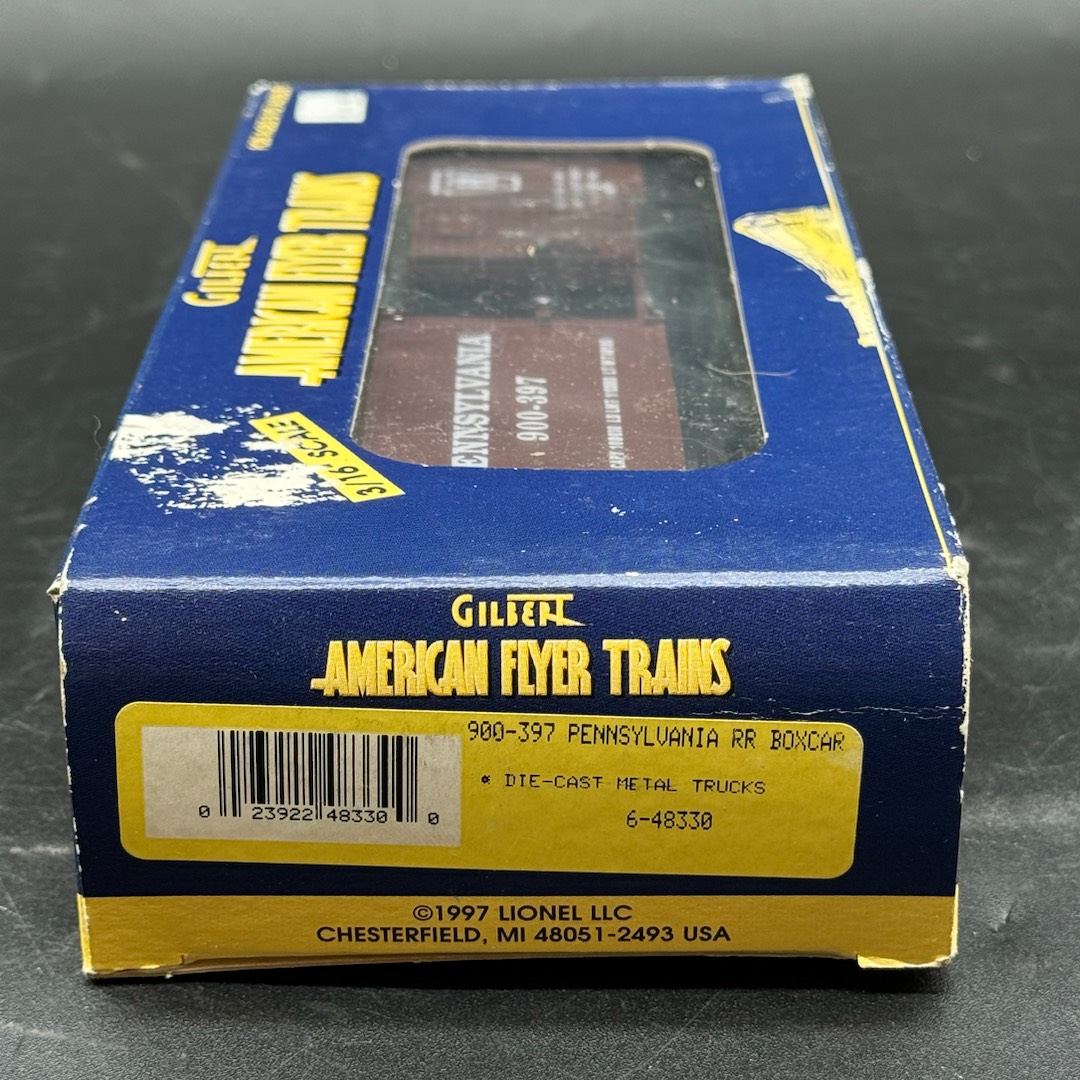 GILBERT
AMERICAN FLYER TRAINS
3/16" SCALE
PENNSYLVANIA
900-397
GILBERT
AMERICAN FLYER TRAINS
900-397 PENNSYLVANIA RR BOXCAR
* DIE-CAST METAL TRUCKS
6-48330
0 23922 48330 0
©1997 LIONEL LLC
CHESTERFIELD, MI 48051-2493 USA